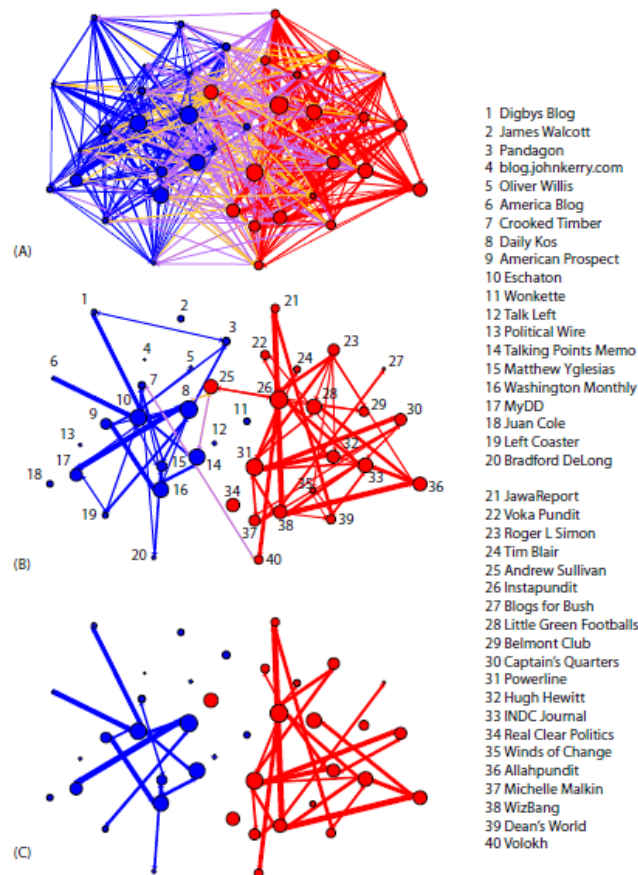 (A)
1 Digbys Blog
2 James Walcott
3 Pandagon
4 blog.johnkerry.com
5 Oliver Willis
6 America Blog
7 Crooked Timber
8 Daily Kos
9 American Prospect
10 Eschaton
11 Wonkette
12 Talk Left
13 Political Wire
14 Talking Points Memo
15 Matthew Yglesias
16 Washington Monthly
17 MyDD
18 Juan Cole
19 Left Coaster
20 Bradford DeLong
21 JawaReport
22 Voka Pundit
23 Roger L Simon
24 Tim Blair
25 Andrew Sullivan
26 Instapundit
27 Blogs for Bush
28 Little Green Footballs
29 Belmont Club
30 Captain's Quarters
31 Powerline
32 Hugh Hewitt
33 INDC Journal
34 Real Clear Politics
35 Winds of Change
36 Allahpundit
37 Michelle Malkin
38 WizBang
39 Dean's World
40 Volokh
1
2
3
4
5
6
7
8
9
10
11
12
13
14
15
16
17
18
19
20
21
22
23
24
25
26
27
28
29
30
31
32
33
34
35
36
37
38
39
40
(B)
(C)